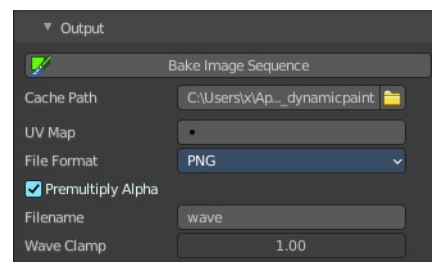 Output
Bake Image Sequence
Cache Path C:\Users\x\Ap..._dynamicpaint
UV Map
File Format PNG
Premultiply Alpha
Filename wave
Wave Clamp 1.00